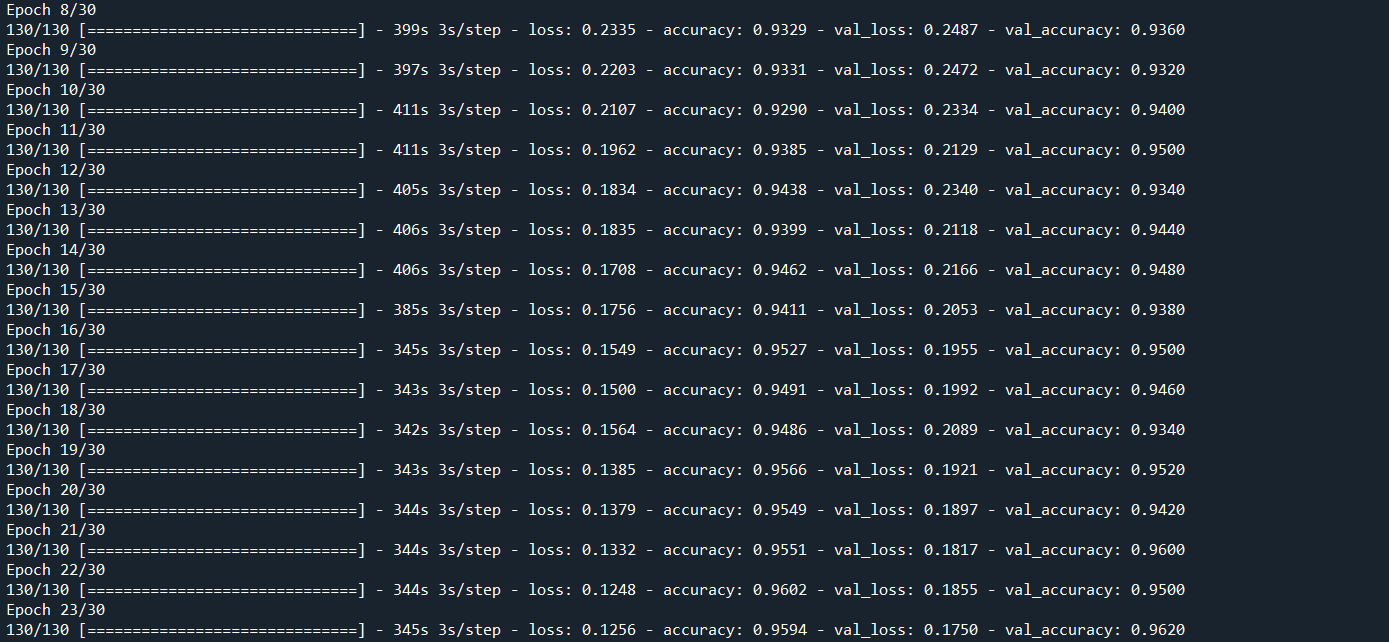 Epoch 8/30
130/130 [==============================] - 399s 3s/step - loss: 0.2335 - accuracy: 0.9329 - val_loss: 0.2487 - val_accuracy: 0.9360
Epoch 9/30
130/130 [==============================] - 397s 3s/step - loss: 0.2203 - accuracy: 0.9331 - val_loss: 0.2472 - val_accuracy: 0.9320
Epoch 10/30
130/130 [==============================] - 411s 3s/step - loss: 0.2107 - accuracy: 0.9290 - val_loss: 0.2334 - val_accuracy: 0.9400
Epoch 11/30
130/130 [==============================] - 411s 3s/step - loss: 0.1962 - accuracy: 0.9385 - val_loss: 0.2129 - val_accuracy: 0.9500
Epoch 12/30
130/130 [==============================] - 405s 3s/step - loss: 0.1834 - accuracy: 0.9438 - val_loss: 0.2340 - val_accuracy: 0.9340
Epoch 13/30
130/130 [==============================] - 406s 3s/step - loss: 0.1835 - accuracy: 0.9399 - val_loss: 0.2118 - val_accuracy: 0.9440
Epoch 14/30
130/130 [==============================] - 406s 3s/step - loss: 0.1708 - accuracy: 0.9462 - val_loss: 0.2166 - val_accuracy: 0.9480
Epoch 15/30
130/130 [==============================] - 385s 3s/step - loss: 0.1756 - accuracy: 0.9411 - val_loss: 0.2053 - val_accuracy: 0.9380
Epoch 16/30
130/130 [==============================] - 345s 3s/step - loss: 0.1549 - accuracy: 0.9527 - val_loss: 0.1955 - val_accuracy: 0.9500
Epoch 17/30
130/130 [==============================] - 343s 3s/step - loss: 0.1500 - accuracy: 0.9491 - val_loss: 0.1992 - val_accuracy: 0.9460
Epoch 18/30
130/130 [==============================] - 342s 3s/step - loss: 0.1564 - accuracy: 0.9486 - val_loss: 0.2089 - val_accuracy: 0.9340
Epoch 19/30
130/130 [==============================] - 343s 3s/step - loss: 0.1385 - accuracy: 0.9566 - val_loss: 0.1921 - val_accuracy: 0.9520
Epoch 20/30
130/130 [==============================] - 344s 3s/step - loss: 0.1379 - accuracy: 0.9549 - val_loss: 0.1897 - val_accuracy: 0.9420
Epoch 21/30
130/130 [==============================] - 344s 3s/step - loss: 0.1332 - accuracy: 0.9551 - val_loss: 0.1817 - val_accuracy: 0.9600
Epoch 22/30
130/130 [==============================] - 344s 3s/step - loss: 0.1248 - accuracy: 0.9602 - val_loss: 0.1855 - val_accuracy: 0.9500
Epoch 23/30
130/130 [==============================] - 345s 3s/step - loss: 0.1256 - accuracy: 0.9594 - val_loss: 0.1750 - val_accuracy: 0.9620